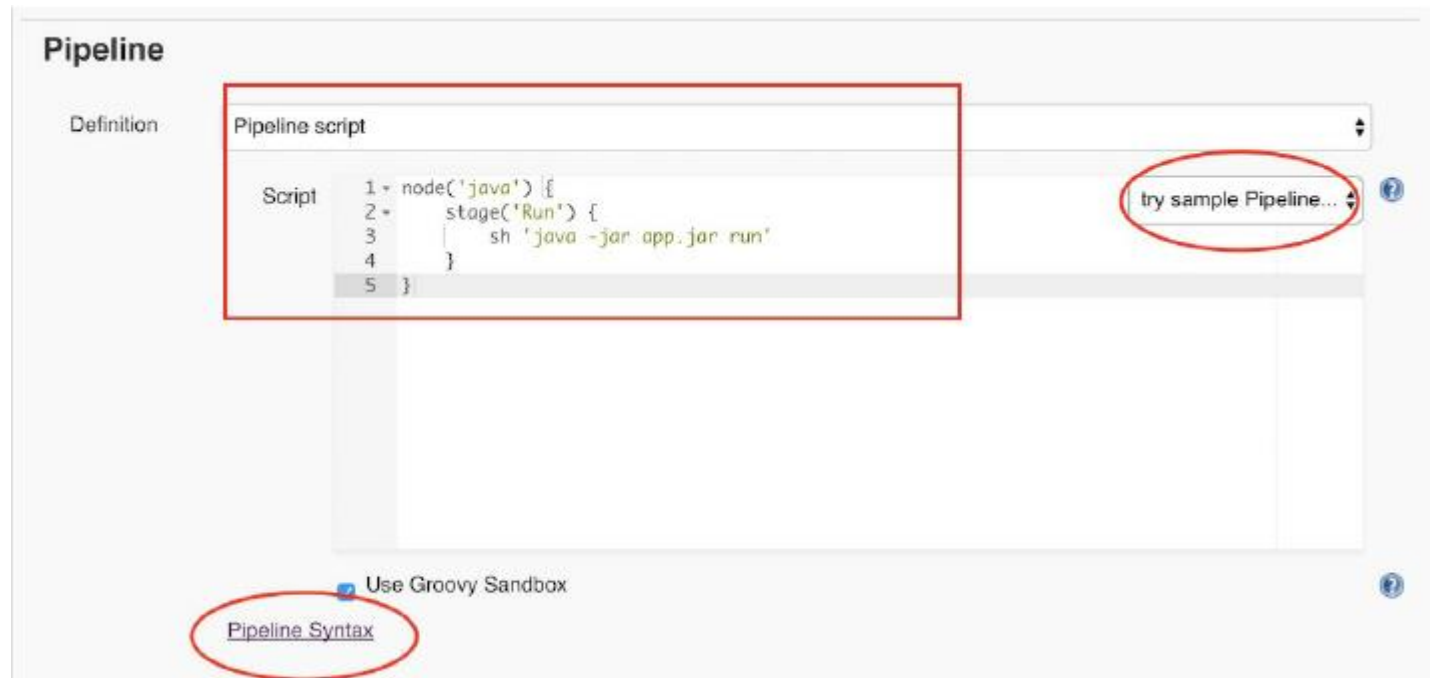 Pipeline
Definition
Pipeline script
Script
try sample Pipeline...
1 node('java') {
2 stage('Run') {
3 sh 'java -jar app.jar run'
4 }
5 }
Use Groovy Sandbox
Pipeline Syntax